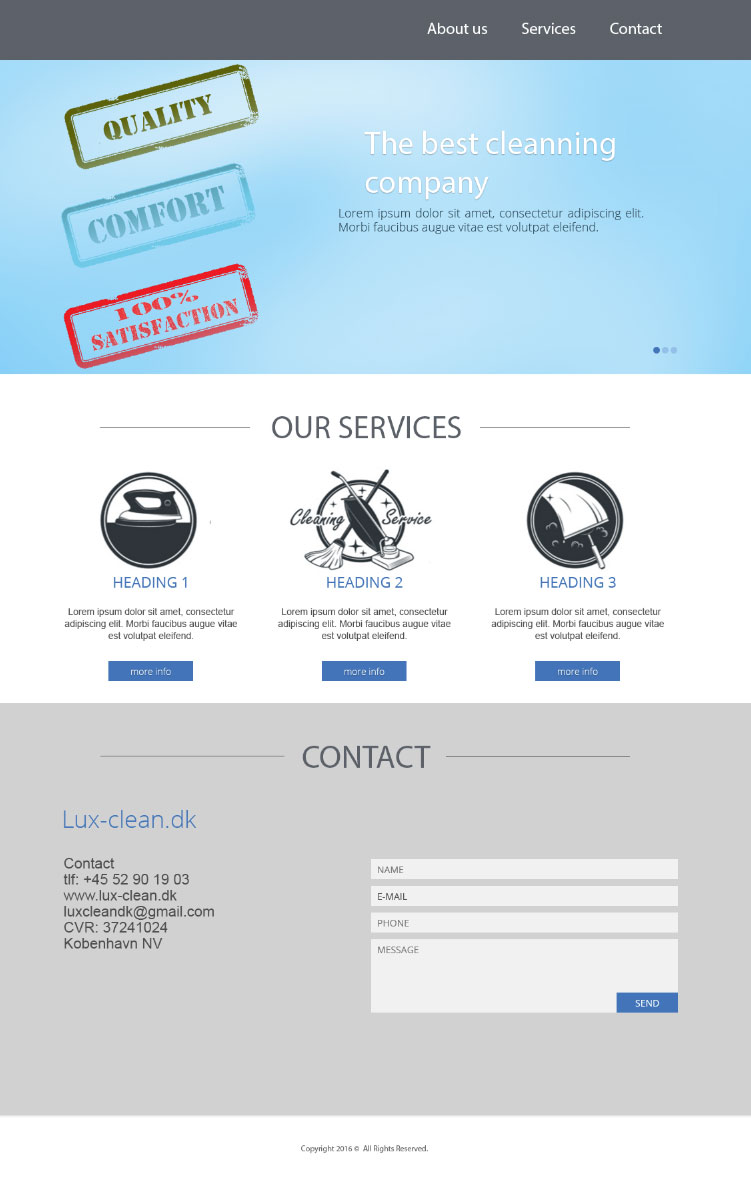 About us Services Contact
QUALITY
COMFORT
100%
SATISFACTION
The best cleanning
company
Lorem ipsum dolor sit amet, consectetur adipiscing elit.
Morbi faucibus augue vitae est volutpat eleifend.
OUR SERVICES
Cleaning Service
HEADING 1
Lorem ipsum dolor sit amet, consectetur
adipiscing elit. Morbi faucibus augue vitae
est volutpat eleifend.
more info
HEADING 2
Lorem ipsum dolor sit amet, consectetur
adipiscing elit. Morbi faucibus augue vitae
est volutpat eleifend.
more info
HEADING 3
Lorem ipsum dolor sit amet, consectetur
adipiscing elit. Morbi faucibus augue vitae
est volutpat eleifend.
more info
CONTACT
Lux-clean.dk
Contact
tlf: +45 52 90 19 03
www.lux-clean.dk
luxcleandk@gmail.com
CVR: 37241024
Kobenhavn NV
NAME
E-MAIL
PHONE
MESSAGE
SEND
Copyright 2016 © All Rights Reserved.